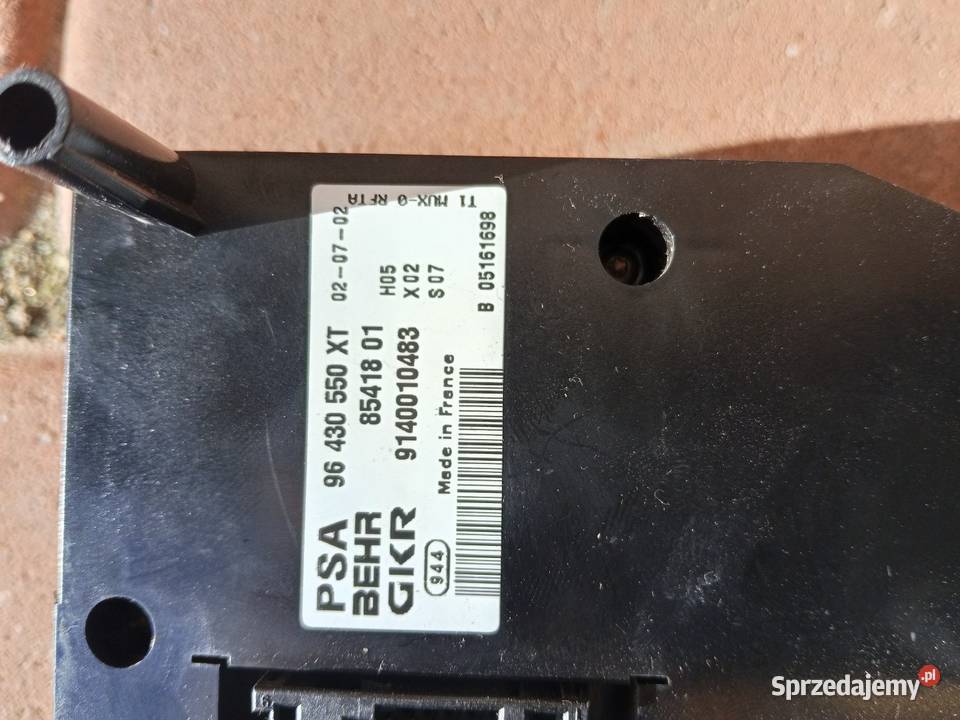 PSA 96 430 550 XT 02-07-02
T1 MUX-0 RFTA
BEHR 85418 01 H05
GKR 9140010483 X02
944 Made in France S07
B 05161698
Sprzedajemy.pl